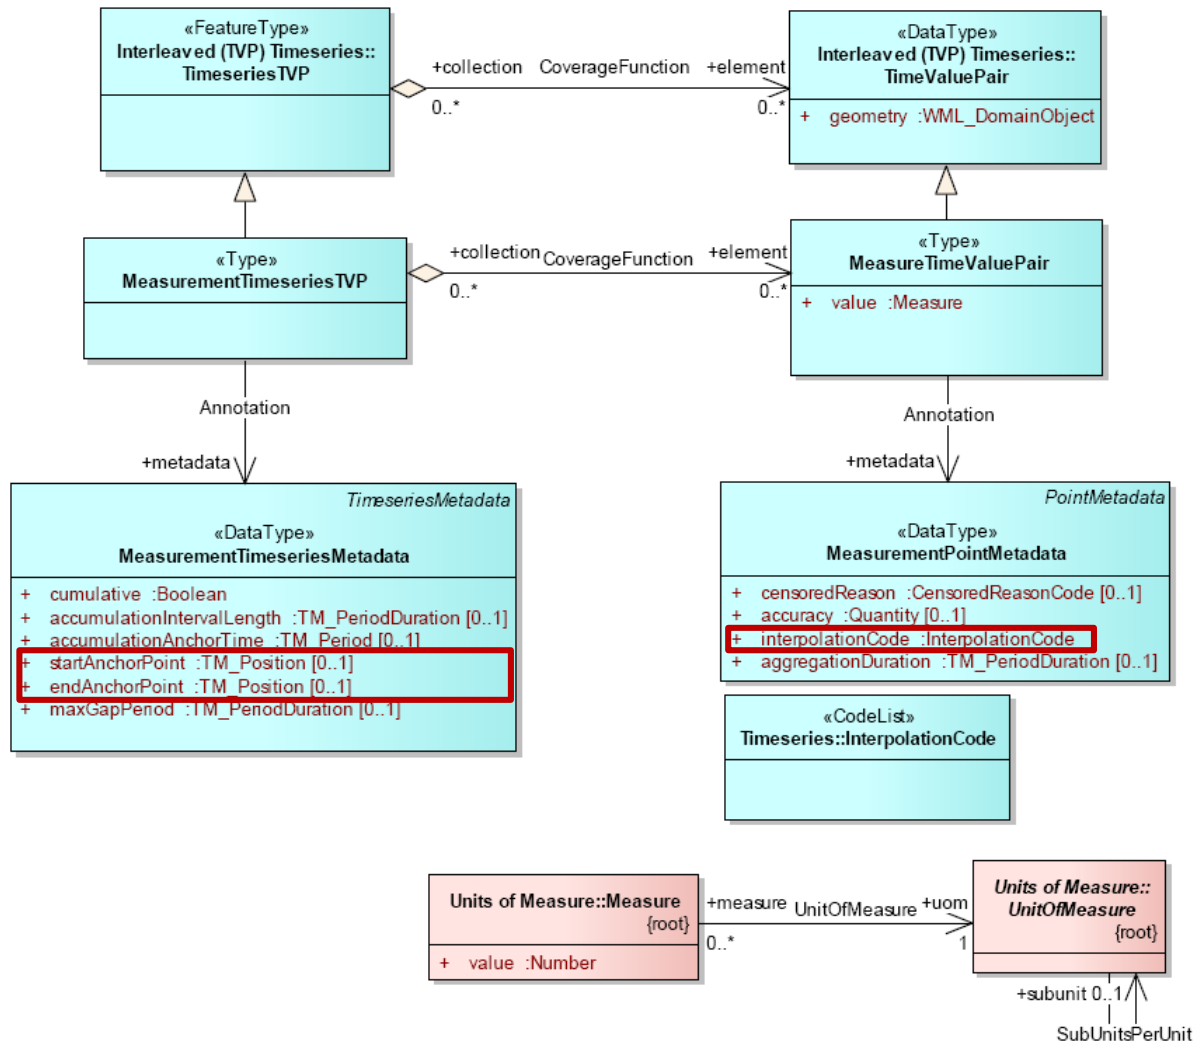 «FeatureType»
Interleaved (TVP) Timeseries::
TimeseriesTVP
+collection CoverageFunction +element
0..* 0..*
«DataType»
Interleaved (TVP) Timeseries::
TimeValuePair
+ geometry :WML_DomainObject
«Type»
MeasurementTimeseriesTVP
+collection CoverageFunction +element
0..* 0..*
«Type»
MeasureTimeValuePair
+ value :Measure
Annotation
+metadata
Annotation
+metadata
TimeseriesMetadata
«DataType»
MeasurementTimeseriesMetadata
+ cumulative :Boolean
+ accumulationIntervalLength :TM_PeriodDuration [0..1]
+ accumulationAnchorTime :TM_Period [0..1]
+ startAnchorPoint :TM_Position [0..1]
+ endAnchorPoint :TM_Position [0..1]
+ maxGapPeriod :TM_PeriodDuration [0..1]
PointMetadata
«DataType»
MeasurementPointMetadata
+ censoredReason :CensoredReasonCode [0..1]
+ accuracy :Quantity [0..1]
+ interpolationCode :InterpolationCode
+ aggregationDuration :TM_PeriodDuration [0..1]
«CodeList»
Timeseries::InterpolationCode
Units of Measure::Measure
{root}
+ value :Number
+measure UnitOfMeasure +uom
0..* 1
Units of Measure::
UnitOfMeasure
{root}
+subunit 0..1
SubUnitsPerUnit